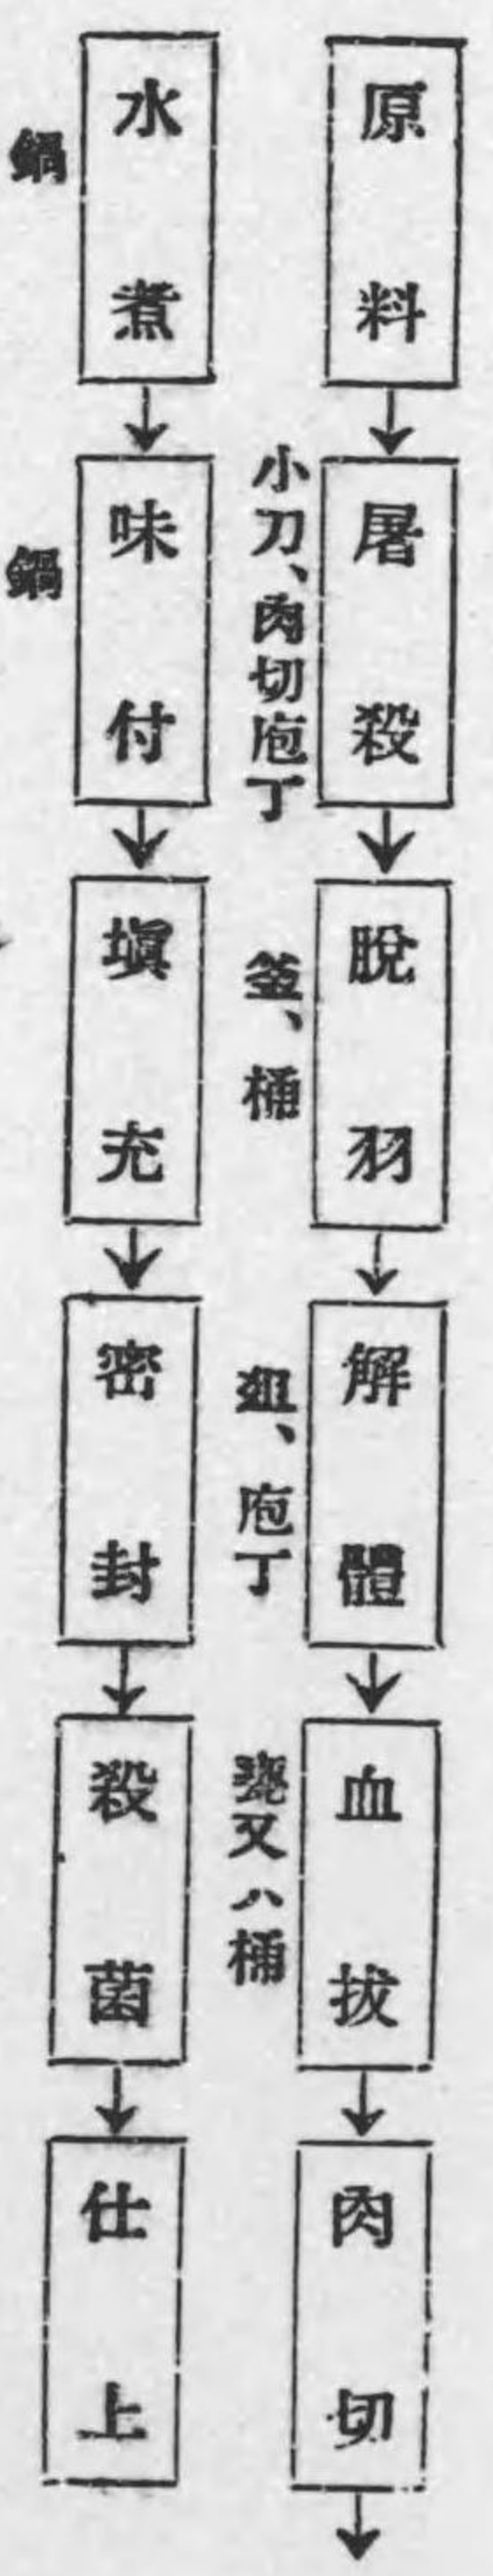 原料
↓
屠殺
小刀、肉切庖丁
↓
脫羽
釜、桶
↓
解體
俎、庖丁
↓
血拔
甕又ハ桶
↓
肉切
↓
水煮
鍋
↓
味付
鍋
↓
塡充
↓
密封
↓
殺菌
↓
仕上